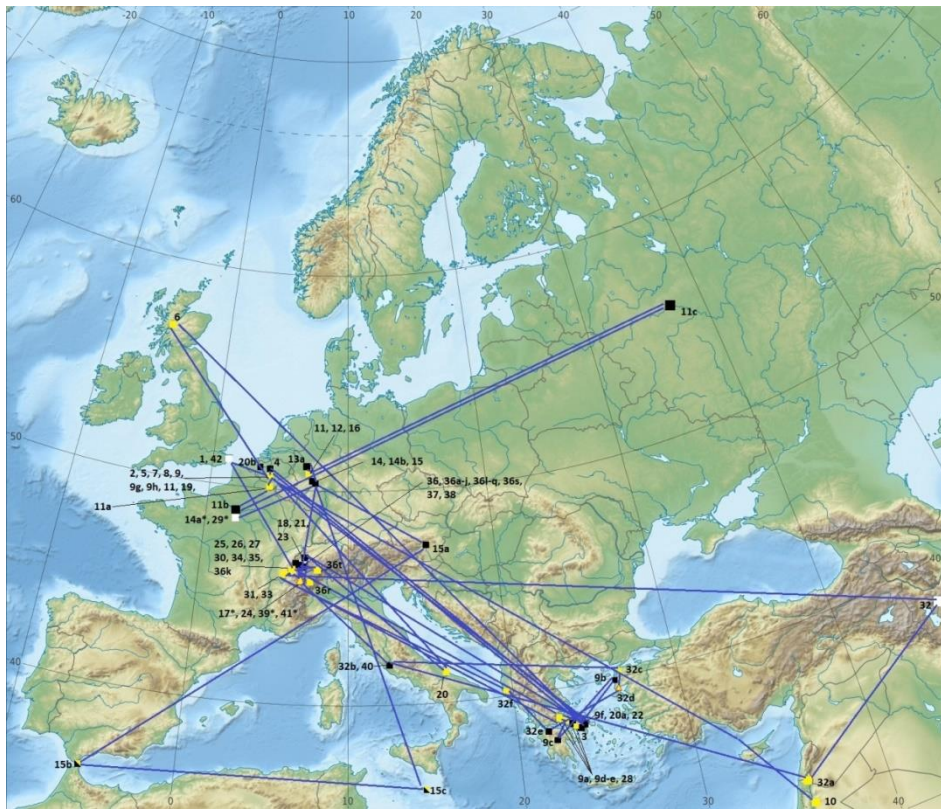 -20
-10
0
10
20
30
40
50
60
60
50
40
50
40
6
11c
11, 12, 16
1, 42
20b
4
13a
14, 14b, 15
2, 5, 7, 8, 9,
9g, 9h, 11, 19,
36, 36a-j, 36l-q, 36s,
37, 38
11a
11b
14a*, 29*
18, 21,
23
25, 26, 27
30, 34, 35,
36k
15a
36t
36r
31, 33
17*, 24, 39*, 41*
32
32b, 40
32c
9b
20
32d
32f
9f, 20a, 22
32e
3
9c
15b
9a, 9d-e, 28
32a
15c
10
0
10
20
30
40